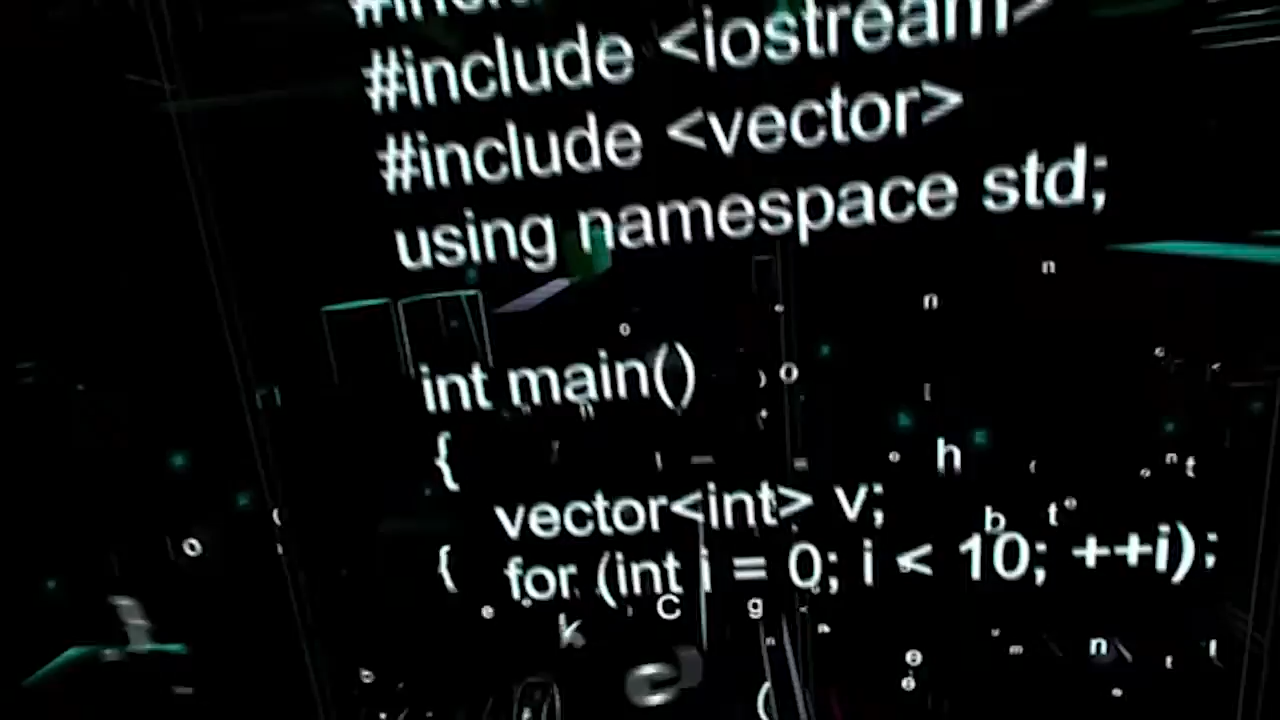 #include <iostream>
#include <vector>
using namespace std;
int main()
{
vector<int> v;
{ for (int i = 0; i < 10; ++i);